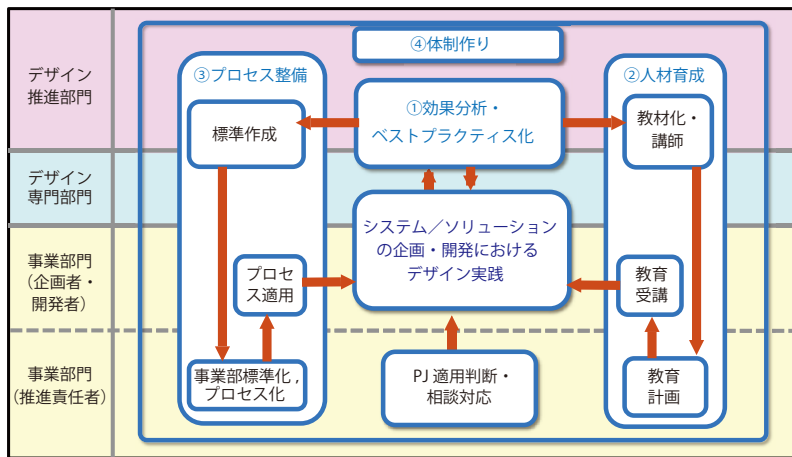 ④体制作り
デザイン
推進部門
③プロセス整備
標準作成
①効果分析・
ベストプラクティス化
②人材育成
教材化・
講師
デザイン
専門部門
システム／ソリューション
の企画・開発における
デザイン実践
事業部門
（企画者・
開発者）
プロセ
ス適用
教育
受講
事業部門
（推進責任者）
事業部標準化，
プロセス化
PJ 適用判断・
相談対応
教育
計画